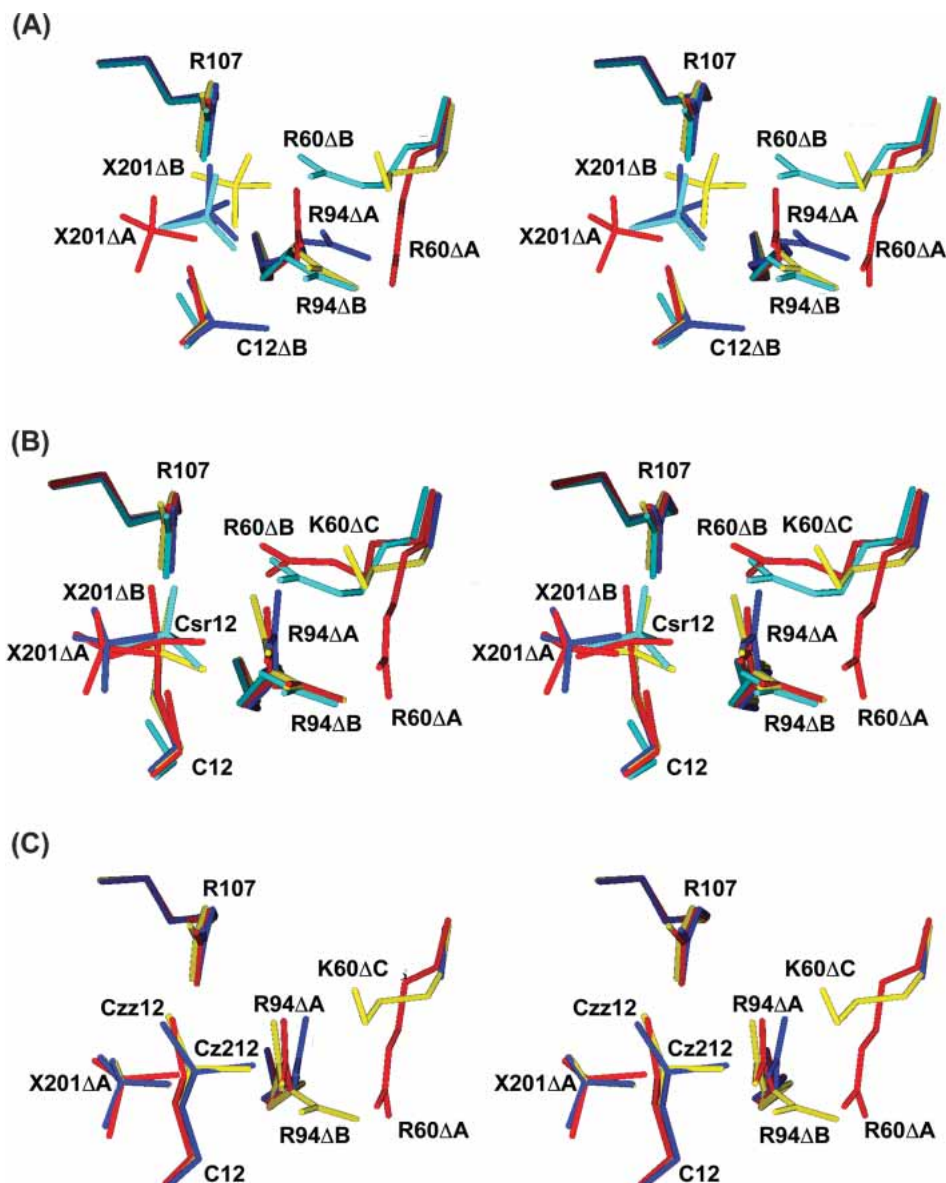 (A)
R107 R107
R60ΔB R60ΔB
X201ΔB X201ΔB
R94ΔA R94ΔA
X201ΔA R60ΔA X201ΔA R60ΔA
R94ΔB R94ΔB
C12ΔB C12ΔB
(B)
R107 R107
R60ΔB K60ΔC R60ΔB K60ΔC
X201ΔB Csr12 X201ΔB Csr12
X201ΔA R94ΔA X201ΔA R94ΔA
R94ΔB R60ΔA R94ΔB R60ΔA
C12 C12
(C)
R107 R107
K60ΔC K60ΔC
Czz12 R94ΔA Czz12 R94ΔA
Cz212 Cz212
X201ΔA X201ΔA
R94ΔB R60ΔA R94ΔB R60ΔA
C12 C12